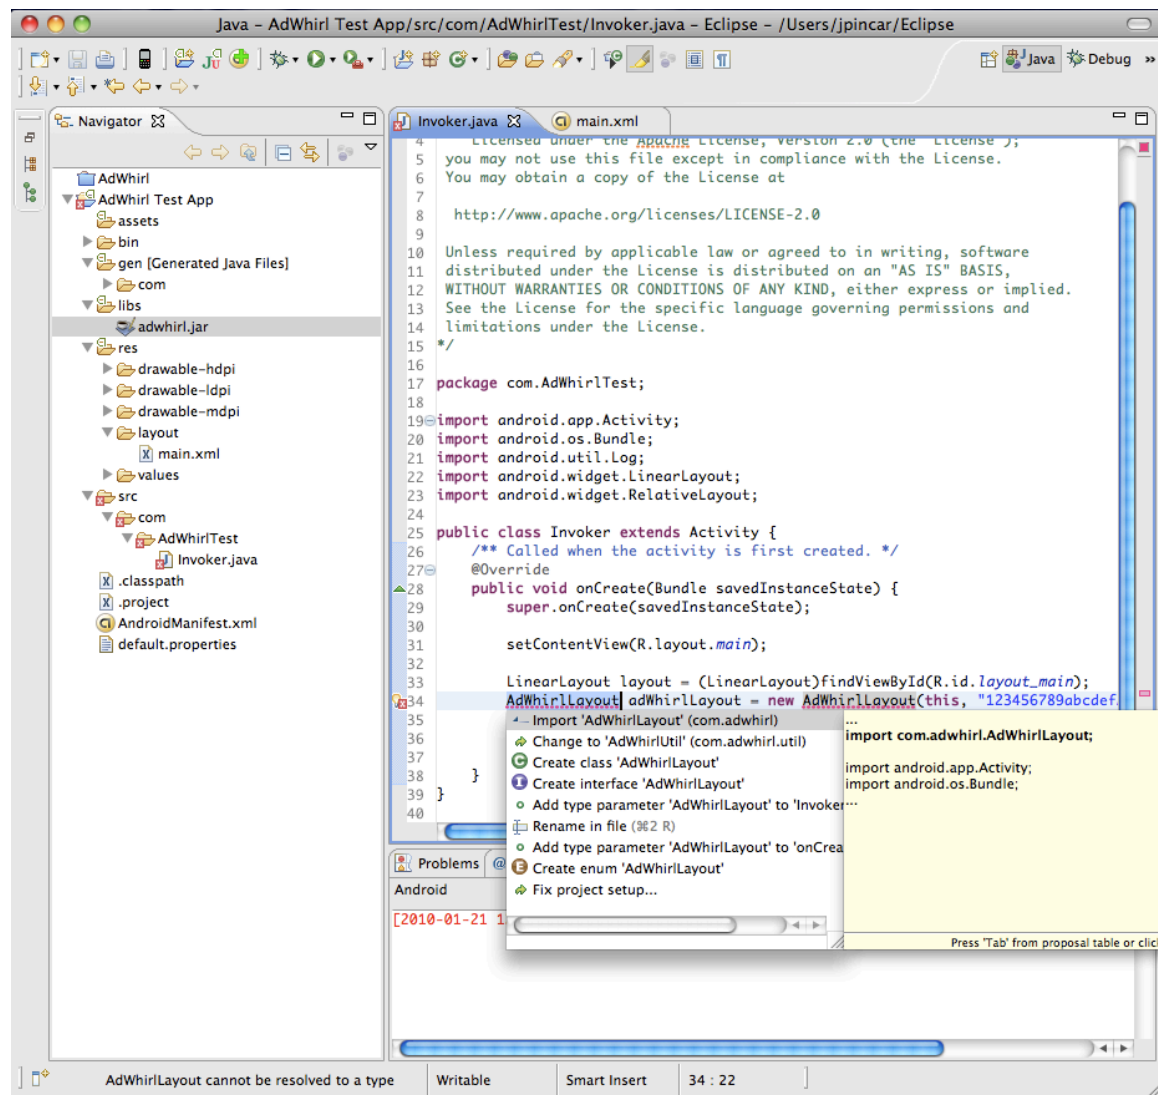 Java – AdWhirl Test App/src/com/AdWhirlTest/Invoker.java – Eclipse – /Users/jpincar/Eclipse
Java
Debug
»
Navigator
AdWhirl
AdWhirl Test App
assets
bin
gen [Generated Java Files]
com
libs
adwhirl.jar
res
drawable-hdpi
drawable-ldpi
drawable-mdpi
layout
main.xml
values
src
com
AdWhirlTest
Invoker.java
.classpath
.project
AndroidManifest.xml
default.properties
Invoker.java
main.xml
4 Licensed under the Apache License, Version 2.0 (the "License");
5 you may not use this file except in compliance with the License.
6 You may obtain a copy of the License at
7
8 http://www.apache.org/licenses/LICENSE-2.0
9
10 Unless required by applicable law or agreed to in writing, software
11 distributed under the License is distributed on an "AS IS" BASIS,
12 WITHOUT WARRANTIES OR CONDITIONS OF ANY KIND, either express or implied.
13 See the License for the specific language governing permissions and
14 limitations under the License.
15 */
16
17 package com.AdWhirlTest;
18
19 import android.app.Activity;
20 import android.os.Bundle;
21 import android.util.Log;
22 import android.widget.LinearLayout;
23 import android.widget.RelativeLayout;
24
25 public class Invoker extends Activity {
26 /** Called when the activity is first created. */
27 @Override
28 public void onCreate(Bundle savedInstanceState) {
29 super.onCreate(savedInstanceState);
30
31 setContentView(R.layout.main);
32
33 LinearLayout layout = (LinearLayout)findViewById(R.id.layout_main);
34 AdWhirlLayout adWhirlLayout = new AdWhirlLayout(this, "123456789abcdef
35
36
37
38 }
39 }
40
Import 'AdWhirlLayout' (com.adwhirl)
Change to 'AdWhirlUtil' (com.adwhirl.util)
Create class 'AdWhirlLayout'
Create interface 'AdWhirlLayout'
Add type parameter 'AdWhirlLayout' to 'Invoker
Rename in file (⌘2 R)
Add type parameter 'AdWhirlLayout' to 'onCrea
Create enum 'AdWhirlLayout'
Fix project setup...
...
import com.adwhirl.AdWhirlLayout;
import android.app.Activity;
import android.os.Bundle;
...
Press 'Tab' from proposal table or clic
Problems
@
Android
[2010-01-21 1
AdWhirlLayout cannot be resolved to a type
Writable
Smart Insert
34 : 22